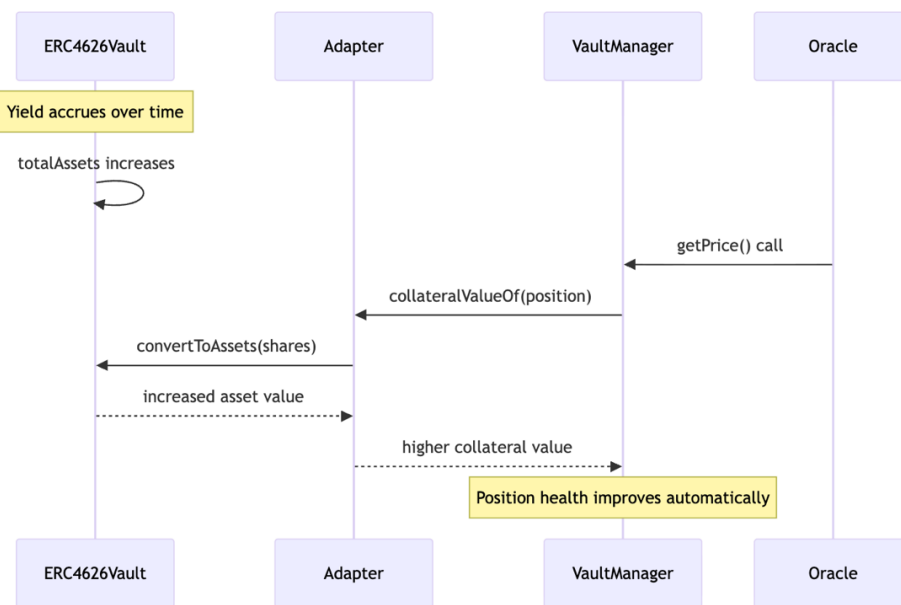 ERC4626Vault
Adapter
VaultManager
Oracle
Yield accrues over time
totalAssets increases
getPrice() call
collateralValueOf(position)
convertToAssets(shares)
increased asset value
higher collateral value
Position health improves automatically
ERC4626Vault
Adapter
VaultManager
Oracle